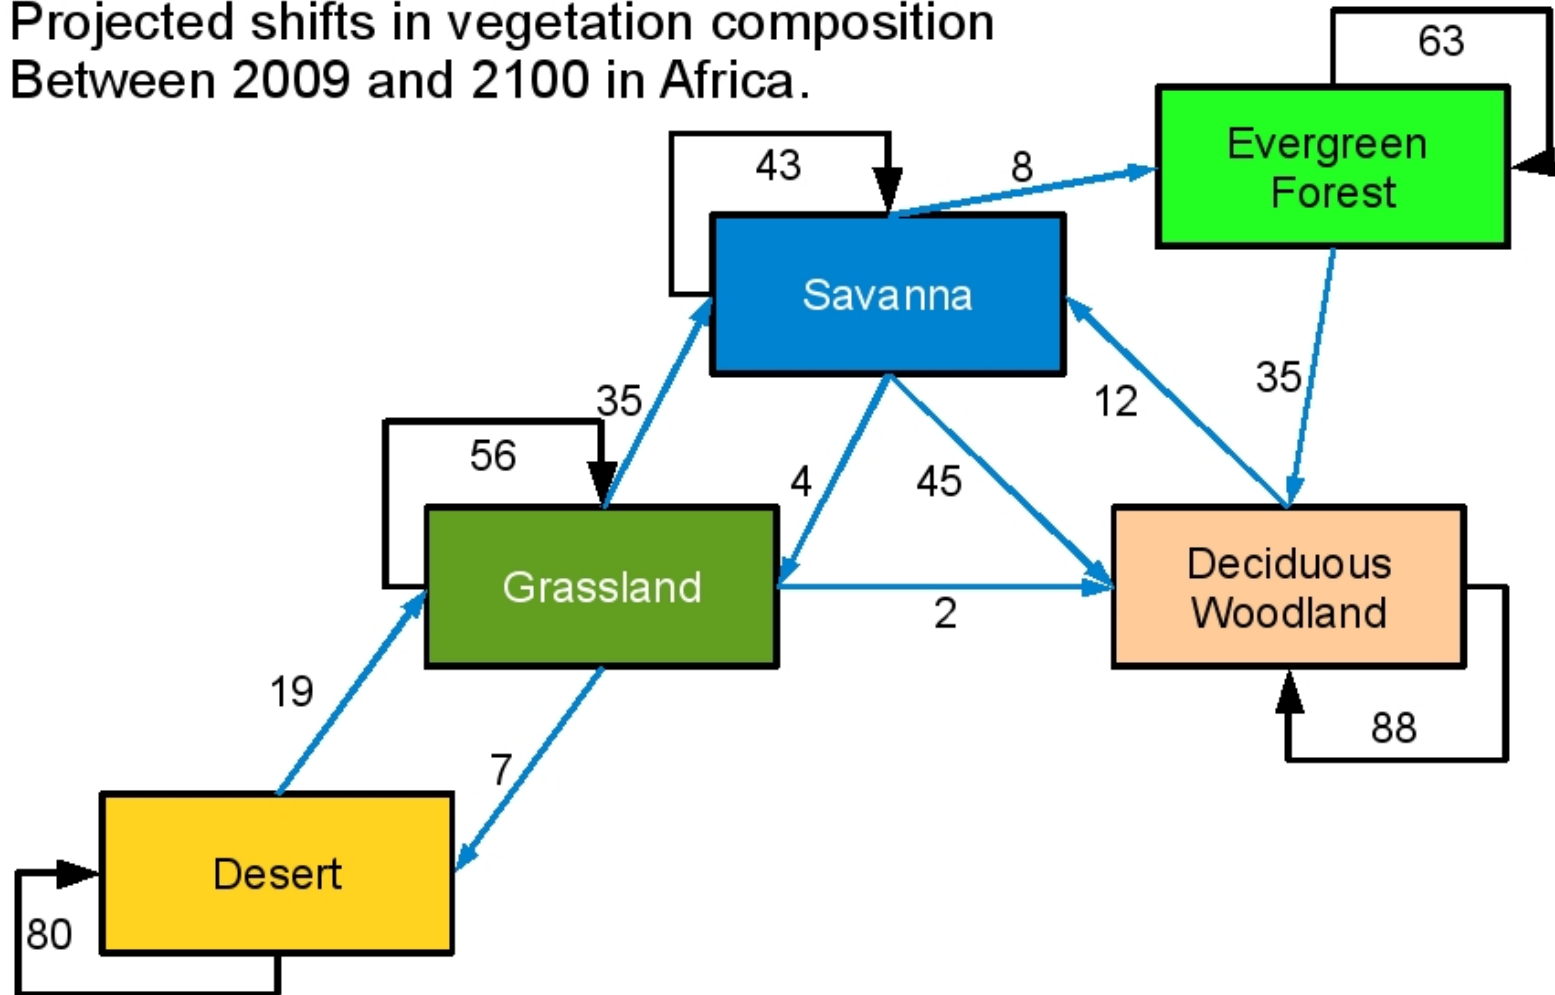 Projected shifts in vegetation composition
Between 2009 and 2100 in Africa.
63
Evergreen
Forest
43
8
Savanna
35
12
35
56
4
45
Grassland
2
Deciduous
Woodland
19
7
88
Desert
80